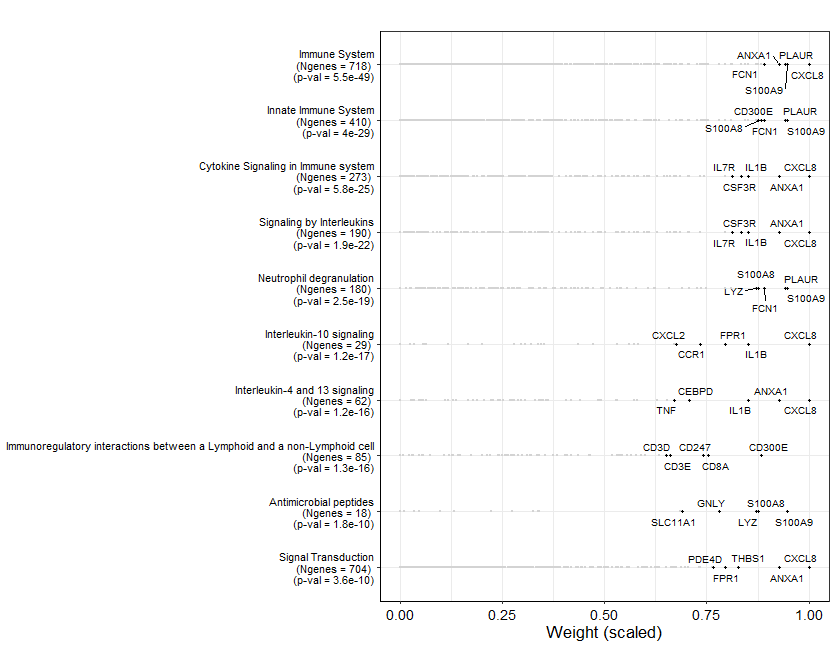 Immune System
(Ngenes = 718)
(p-val = 5.5e-49)
ANXA1 PLAUR
FCN1 CXCL8
S100A9
Innate Immune System
(Ngenes = 410)
(p-val = 4e-29)
CD300E PLAUR
S100A8 FCN1 S100A9
Cytokine Signaling in Immune system
(Ngenes = 273)
(p-val = 5.8e-25)
IL7R IL1B CXCL8
CSF3R ANXA1
Signaling by Interleukins
(Ngenes = 190)
(p-val = 1.9e-22)
CSF3R ANXA1
IL7R IL1B CXCL8
Neutrophil degranulation
(Ngenes = 180)
(p-val = 2.5e-19)
S100A8 PLAUR
LYZ S100A9
FCN1
Interleukin-10 signaling
(Ngenes = 29)
(p-val = 1.2e-17)
CXCL2 FPR1 CXCL8
CCR1 IL1B
Interleukin-4 and 13 signaling
(Ngenes = 62)
(p-val = 1.2e-16)
CEBPD ANXA1
TNF IL1B CXCL8
Immunoregulatory interactions between a Lymphoid and a non-Lymphoid cell
(Ngenes = 85)
(p-val = 1.3e-16)
CD3D CD247 CD300E
CD3E CD8A
Antimicrobial peptides
(Ngenes = 18)
(p-val = 1.8e-10)
GNLY S100A8
SLC11A1 LYZ S100A9
Signal Transduction
(Ngenes = 704)
(p-val = 3.6e-10)
PDE4D THBS1 CXCL8
FPR1 ANXA1
0.00 0.25 0.50 0.75 1.00
Weight (scaled)